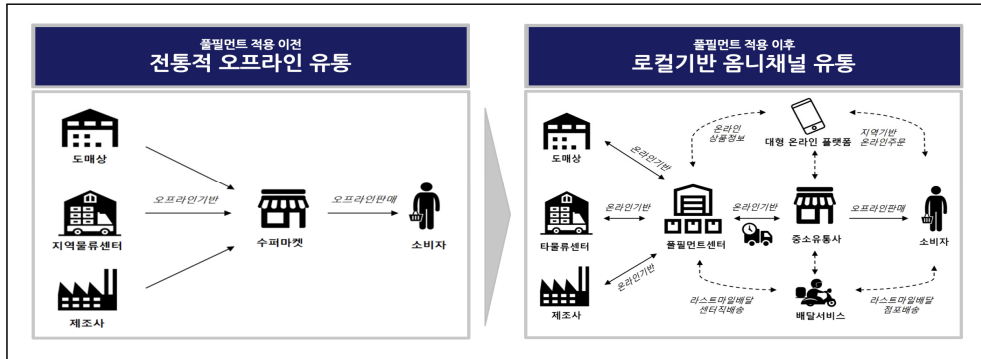 풀필먼트 적용 이전
전통적 오프라인 유통
도매상
지역물류센터
제조사
오프라인기반
수퍼마켓
오프라인판매
소비자
풀필먼트 적용 이후
로컬기반 옴니채널 유통
도매상
타물류센터
제조사
온라인기반
온라인기반
온라인기반
풀필먼트센터
온라인
상품정보
대형 온라인 플랫폼
지역기반
온라인주문
온라인기반
중소유통사
오프라인판매
소비자
라스트마일배달
센터직배송
배달서비스
라스트마일배달
점포배송